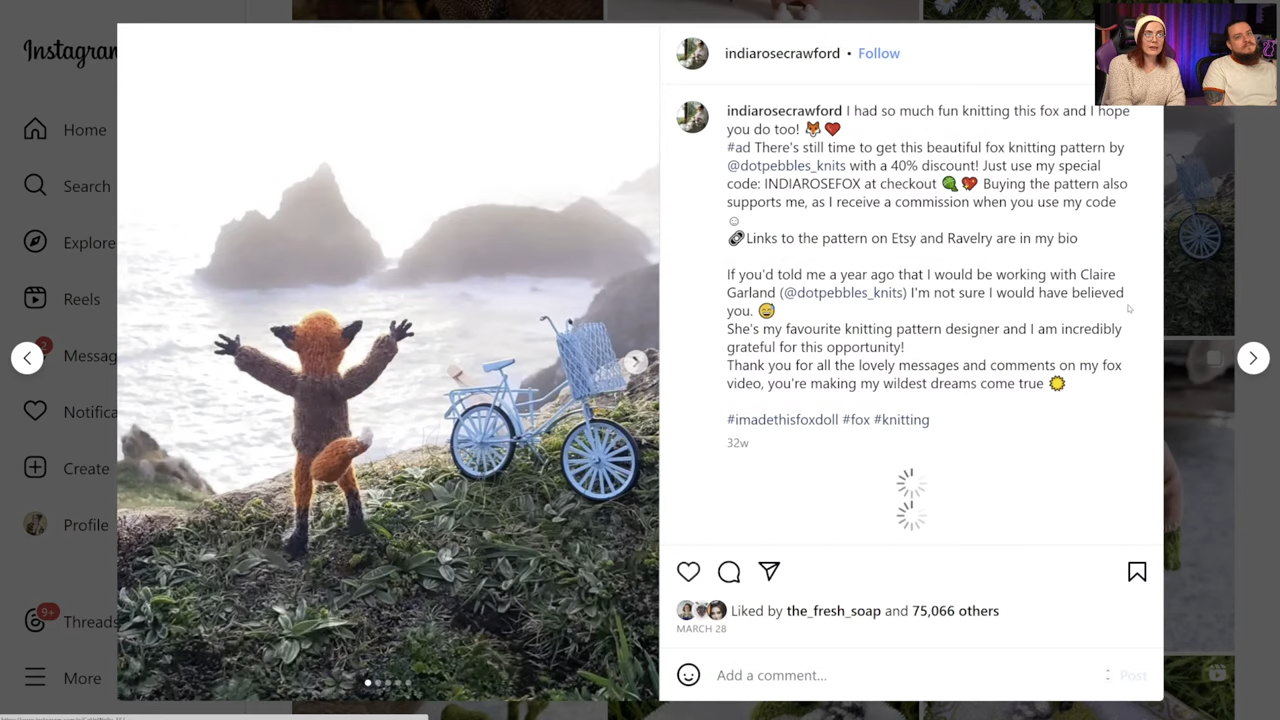 Instagram
Home
Search
Explore
Reels
2
Messag
Notifica
Create
Profile
9+
Threads
More
indiarosecrawford • Follow
indiarosecrawford I had so much fun knitting this fox and I hope
you do too! 🦊❤️
#ad There's still time to get this beautiful fox knitting pattern by
@dotpebbles_knits with a 40% discount! Just use my special
code: INDIAROSEFOX at checkout 💖 Buying the pattern also
supports me, as I receive a commission when you use my code
☺
Links to the pattern on Etsy and Ravelry are in my bio
If you'd told me a year ago that I would be working with Claire
Garland (@dotpebbles_knits) I'm not sure I would have believed
you. 😅
She's my favourite knitting pattern designer and I am incredibly
grateful for this opportunity!
Thank you for all the lovely messages and comments on my fox
video, you're making my wildest dreams come true
#imadethisfoxdoll #fox #knitting
32w
Liked by the_fresh_soap and 75,066 others
MARCH 28
Add a comment...
Post